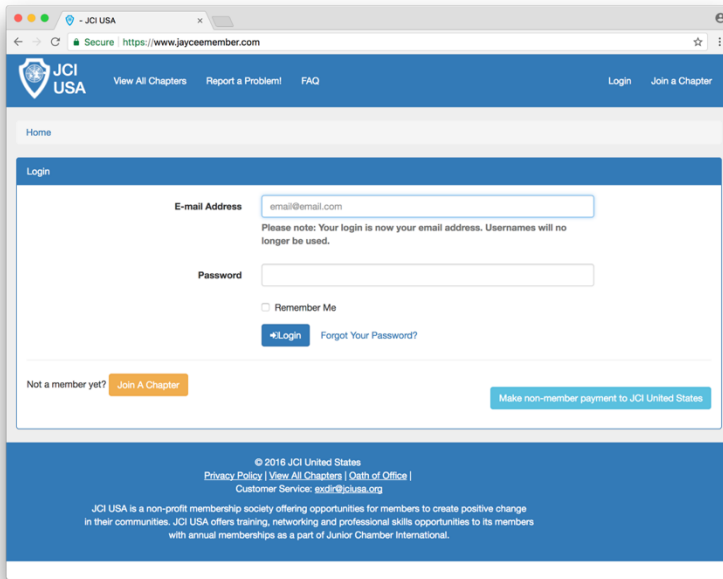 - JCI USA
Secure https://www.jayceemember.com
JCI
USA
View All Chapters Report a Problem! FAQ Login Join a Chapter
Home
Login
E-mail Address email@email.com
Please note: Your login is now your email address. Usernames will no
longer be used.
Password
Remember Me
Login Forgot Your Password?
Not a member yet? Join A Chapter
Make non-member payment to JCI United States
© 2016 JCI United States
Privacy Policy | View All Chapters | Oath of Office |
Customer Service: exdir@jciusa.org
JCI USA is a non-profit membership society offering opportunities for members to create positive change
in their communities. JCI USA offers training, networking and professional skills opportunities to its members
with annual memberships as a part of Junior Chamber International.